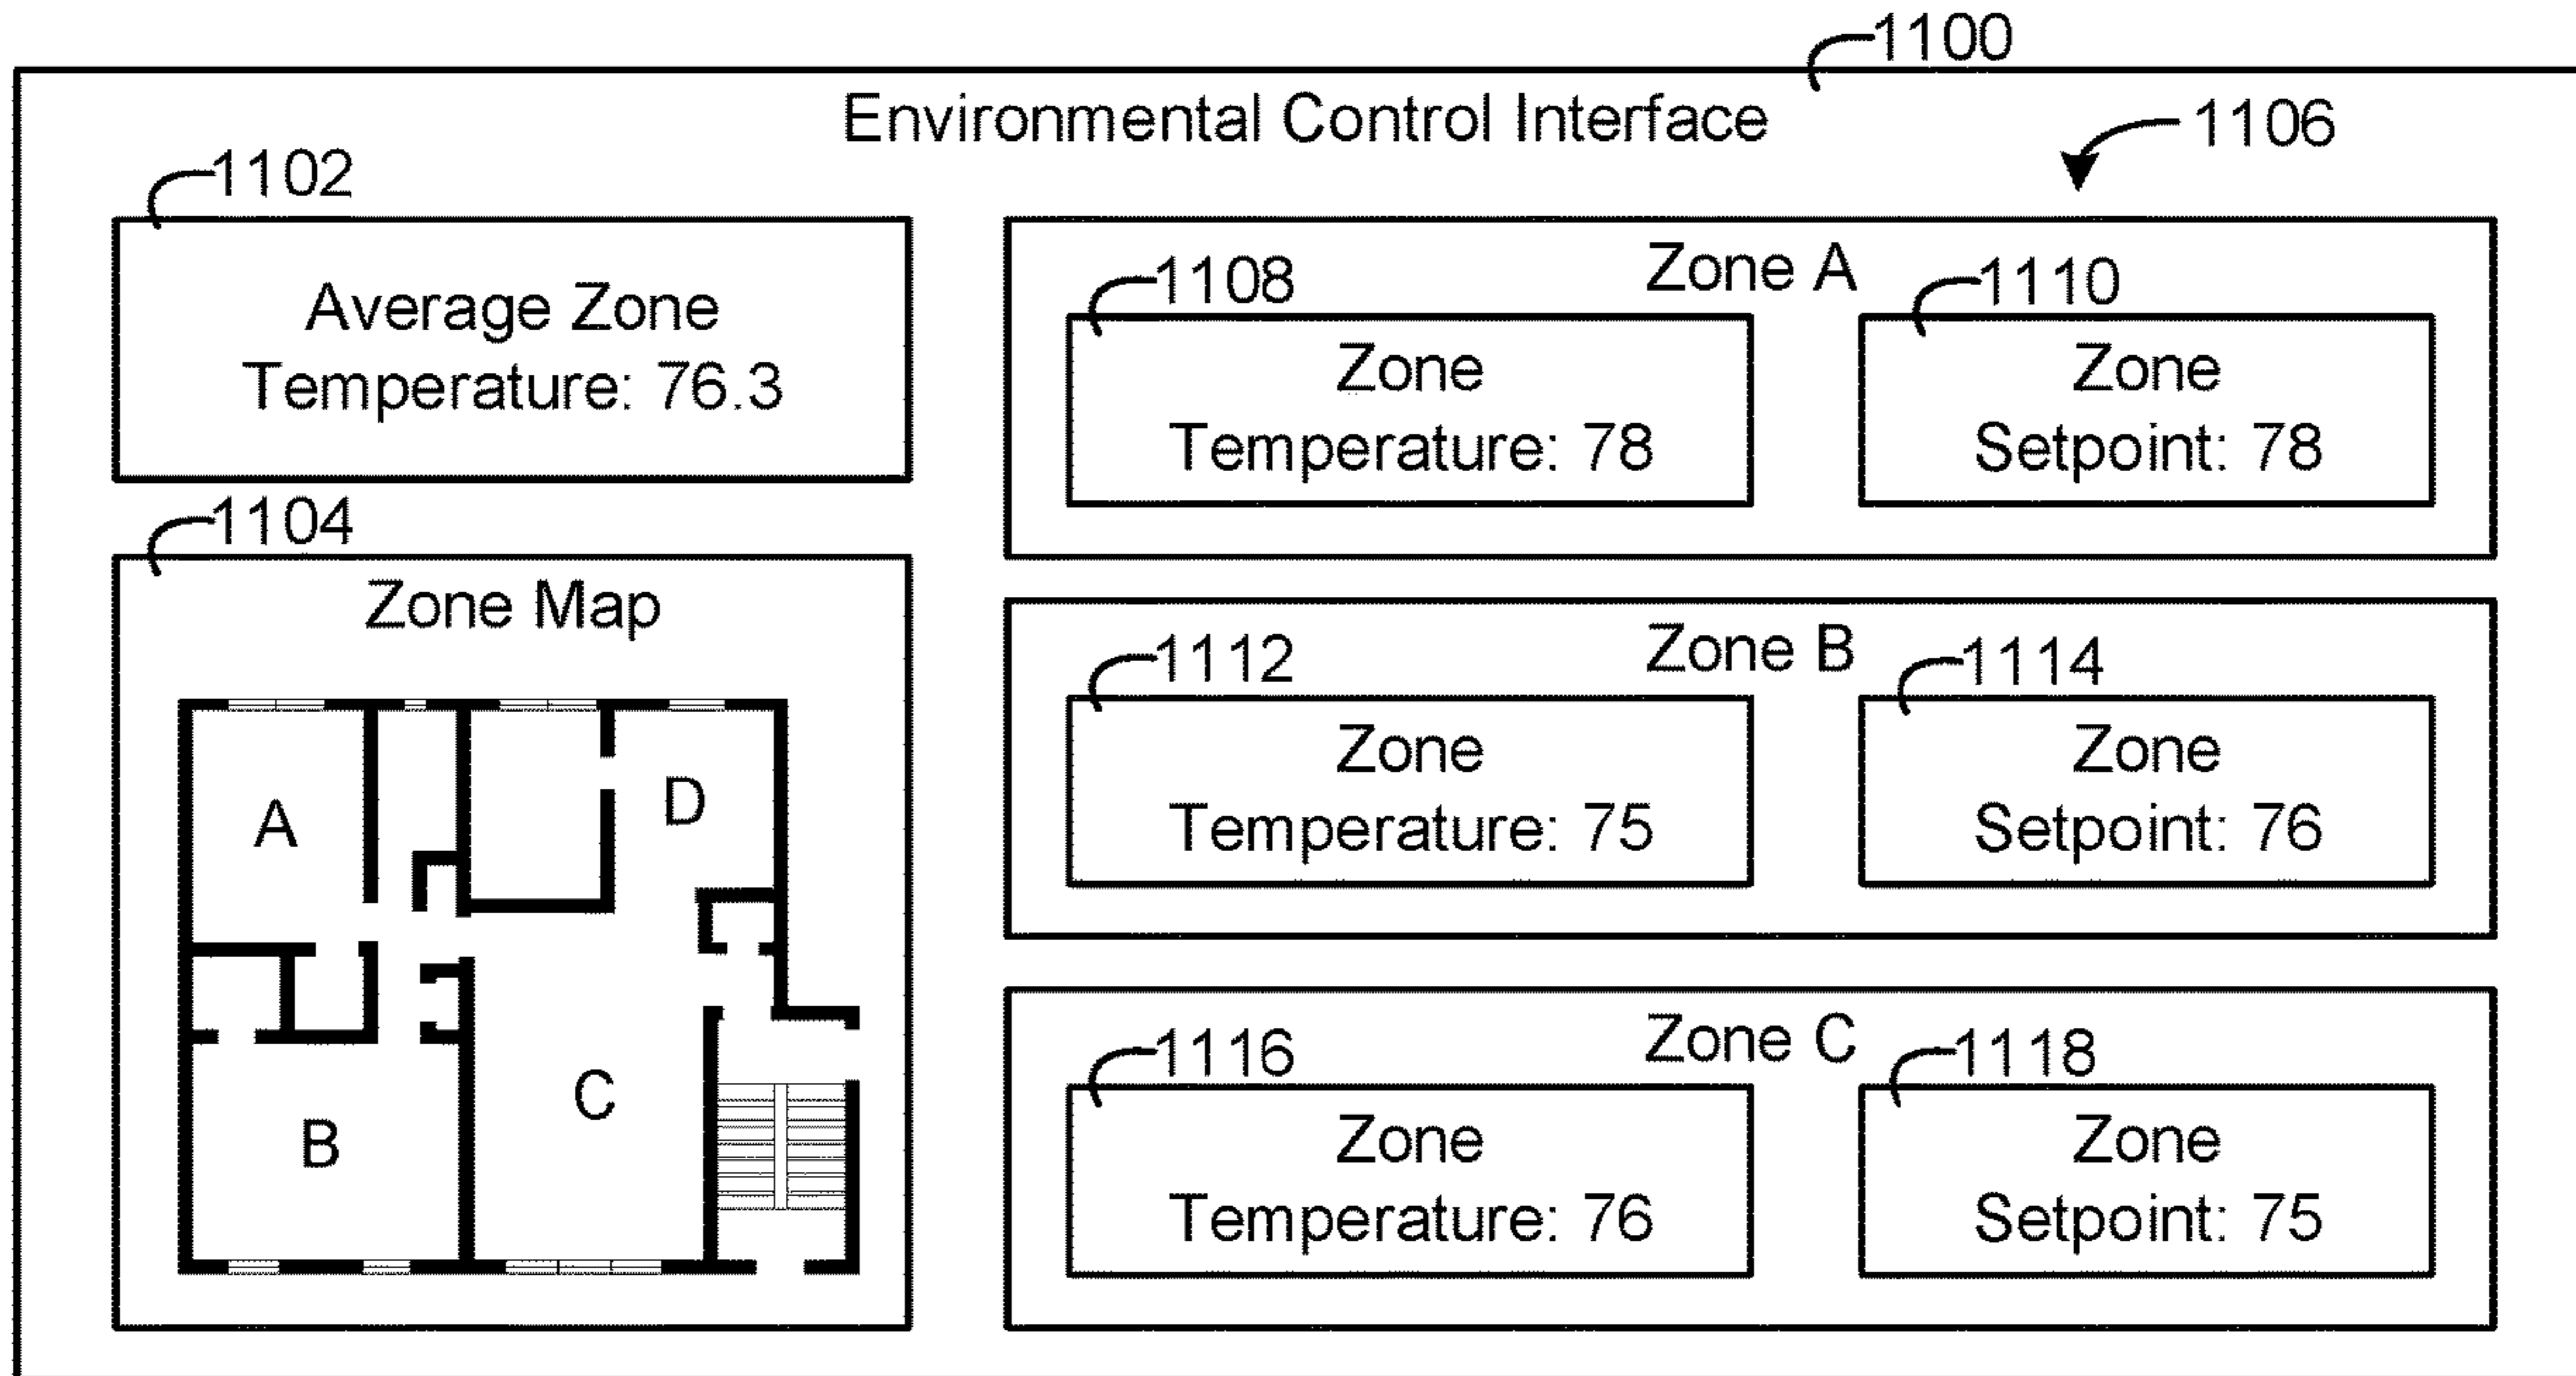 1100
Environmental Control Interface
1106
1102
Average Zone
Temperature: 76.3
1104
Zone Map
A
D
B
C
Zone A
1108
Zone
Temperature: 78
1110
Zone
Setpoint: 78
Zone B
1112
Zone
Temperature: 75
1114
Zone
Setpoint: 76
Zone C
1116
Zone
Temperature: 76
1118
Zone
Setpoint: 75